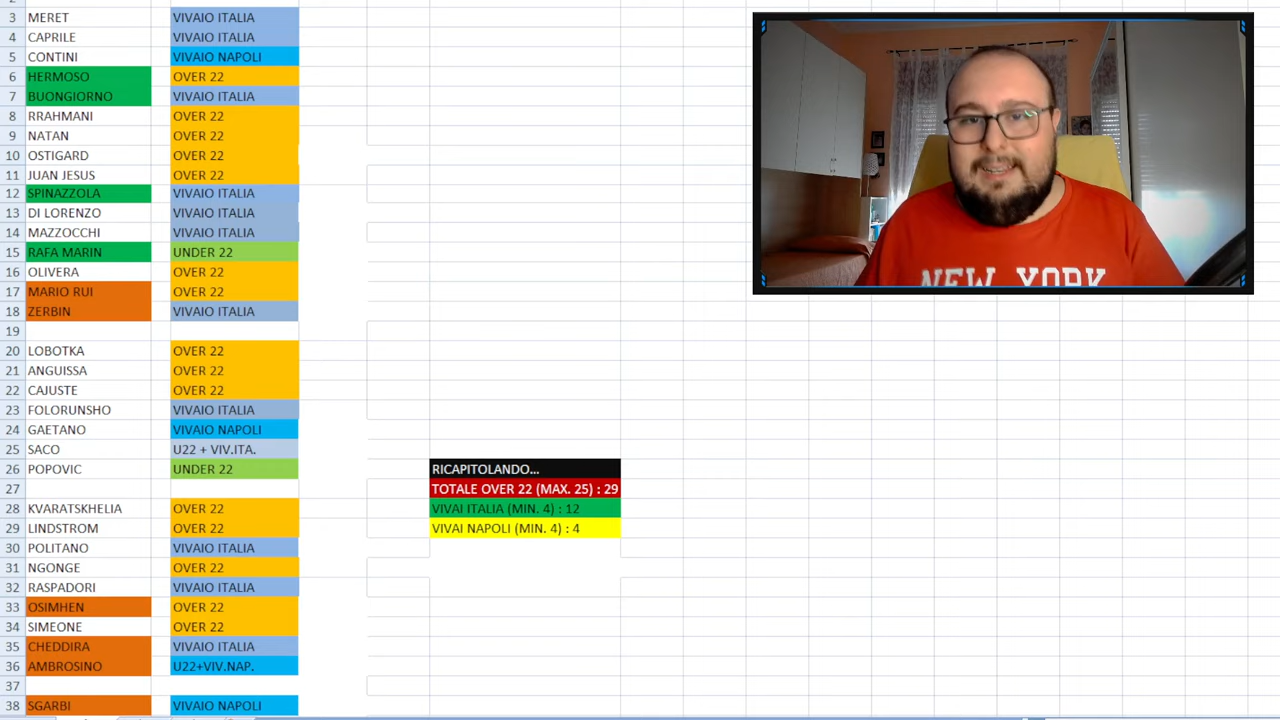 3 MERET VIVAIO ITALIA
4 CAPRILE VIVAIO ITALIA
5 CONTINI VIVAIO NAPOLI
6 HERMOSO OVER 22
7 BUONGIORNO VIVAIO ITALIA
8 RRAHMANI OVER 22
9 NATAN OVER 22
10 OSTIGARD OVER 22
11 JUAN JESUS OVER 22
12 SPINAZZOLA VIVAIO ITALIA
13 DI LORENZO VIVAIO ITALIA
14 MAZZOCCHI VIVAIO ITALIA
15 RAFA MARIN UNDER 22
16 OLIVERA OVER 22
17 MARIO RUI OVER 22
18 ZERBIN VIVAIO ITALIA
19
20 LOBOTKA OVER 22
21 ANGUISSA OVER 22
22 CAJUSTE OVER 22
23 FOLORUNSHO VIVAIO ITALIA
24 GAETANO VIVAIO NAPOLI
25 SACO U22 + VIV.ITA.
26 POPOVIC UNDER 22 RICAPITOLANDO...
27 TOTALE OVER 22 (MAX. 25) : 29
28 KVARATSKHELIA OVER 22 VIVAI ITALIA (MIN. 4) : 12
29 LINDSTROM OVER 22 VIVAI NAPOLI (MIN. 4) : 4
30 POLITANO VIVAIO ITALIA
31 NGONGE OVER 22
32 RASPADORI VIVAIO ITALIA
33 OSIMHEN OVER 22
34 SIMEONE OVER 22
35 CHEDDIRA VIVAIO ITALIA
36 AMBROSINO U22+VIV.NAP.
37
38 SGARBI VIVAIO NAPOLI
NEW YORK